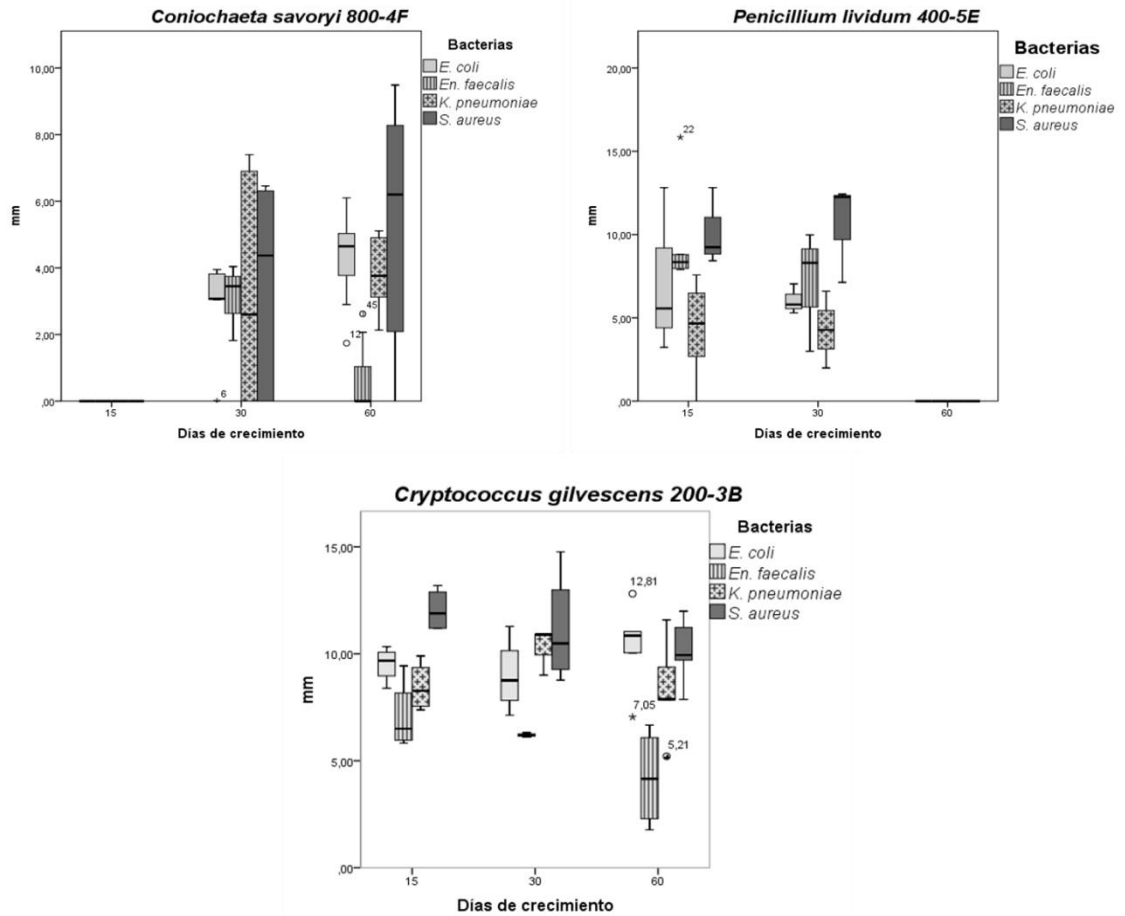 Coniochaeta savoryi 800-4F
Bacterias
E. coli
En. faecalis
K. pneumoniae
S. aureus
10,00
8,00
6,00
4,00
2,00
,00
mm
6
12
45
15
30
60
Días de crecimiento
Penicillium lividum 400-5E
Bacterias
E. coli
En. faecalis
K. pneumoniae
S. aureus
20,00
15,00
10,00
5,00
,00
mm
22
15
30
60
Días de crecimiento
Cryptococcus gilvescens 200-3B
Bacterias
E. coli
En. faecalis
K. pneumoniae
S. aureus
15,00
10,00
5,00
,00
mm
12,81
7,05
5,21
15
30
60
Días de crecimiento